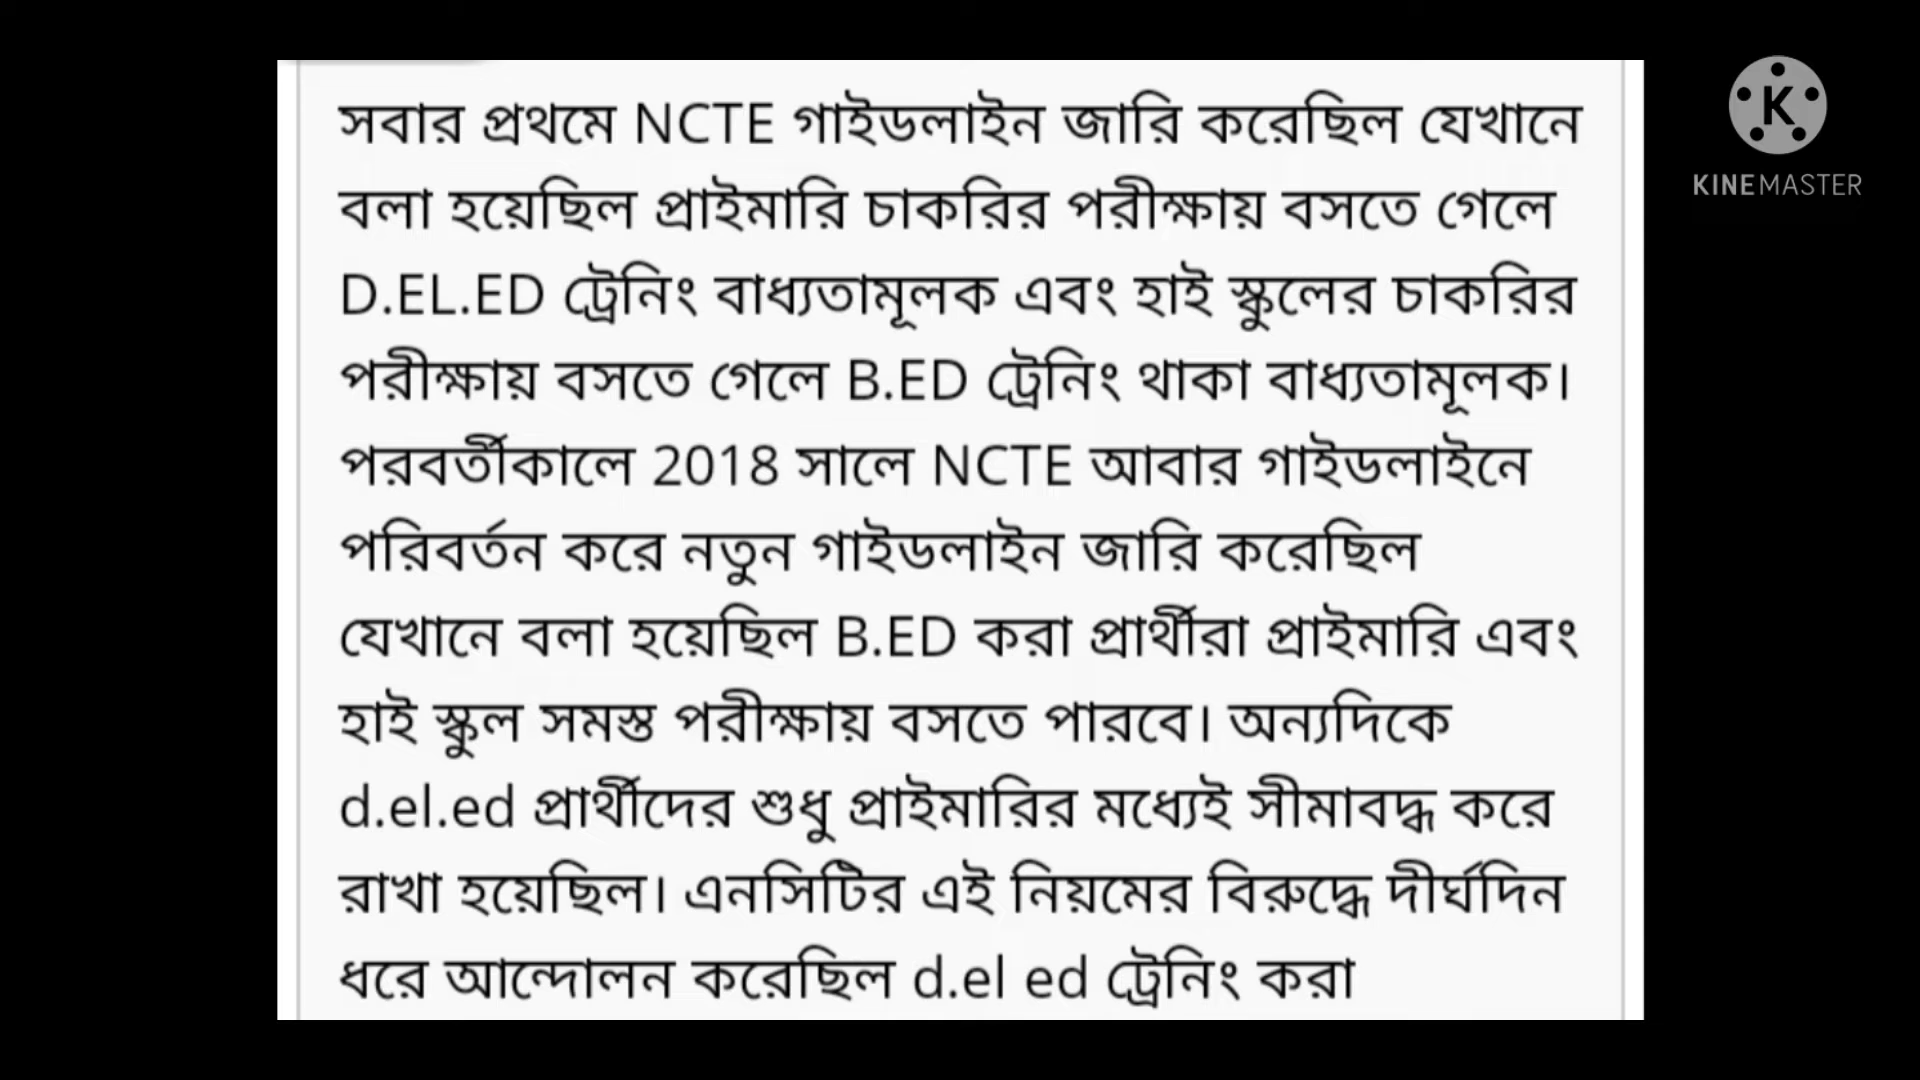 সবার প্রথমে NCTE গাইডলাইন জারি করেছিল যেখানে
বলা হয়েছিল প্রাইমারি চাকরির পরীক্ষায় বসতে গেলে
D.EL.ED ট্রেনিং বাধ্যতামূলক এবং হাই স্কুলের চাকরির
পরীক্ষায় বসতে গেলে B.ED ট্রেনিং থাকা বাধ্যতামূলক।
পরবর্তীকালে 2018 সালে NCTE আবার গাইডলাইনে
পরিবর্তন করে নতুন গাইডলাইন জারি করেছিল
যেখানে বলা হয়েছিল B.ED করা প্রার্থীরা প্রাইমারি এবং
হাই স্কুল সমস্ত পরীক্ষায় বসতে পারবে। অন্যদিকে
d.el.ed প্রার্থীদের শুধু প্রাইমারির মধ্যেই সীমাবদ্ধ করে
রাখা হয়েছিল। এনসিটির এই নিয়মের বিরুদ্ধে দীর্ঘদিন
ধরে আন্দোলন করেছিল d.el ed ট্রেনিং করা
K
KINEMASTER